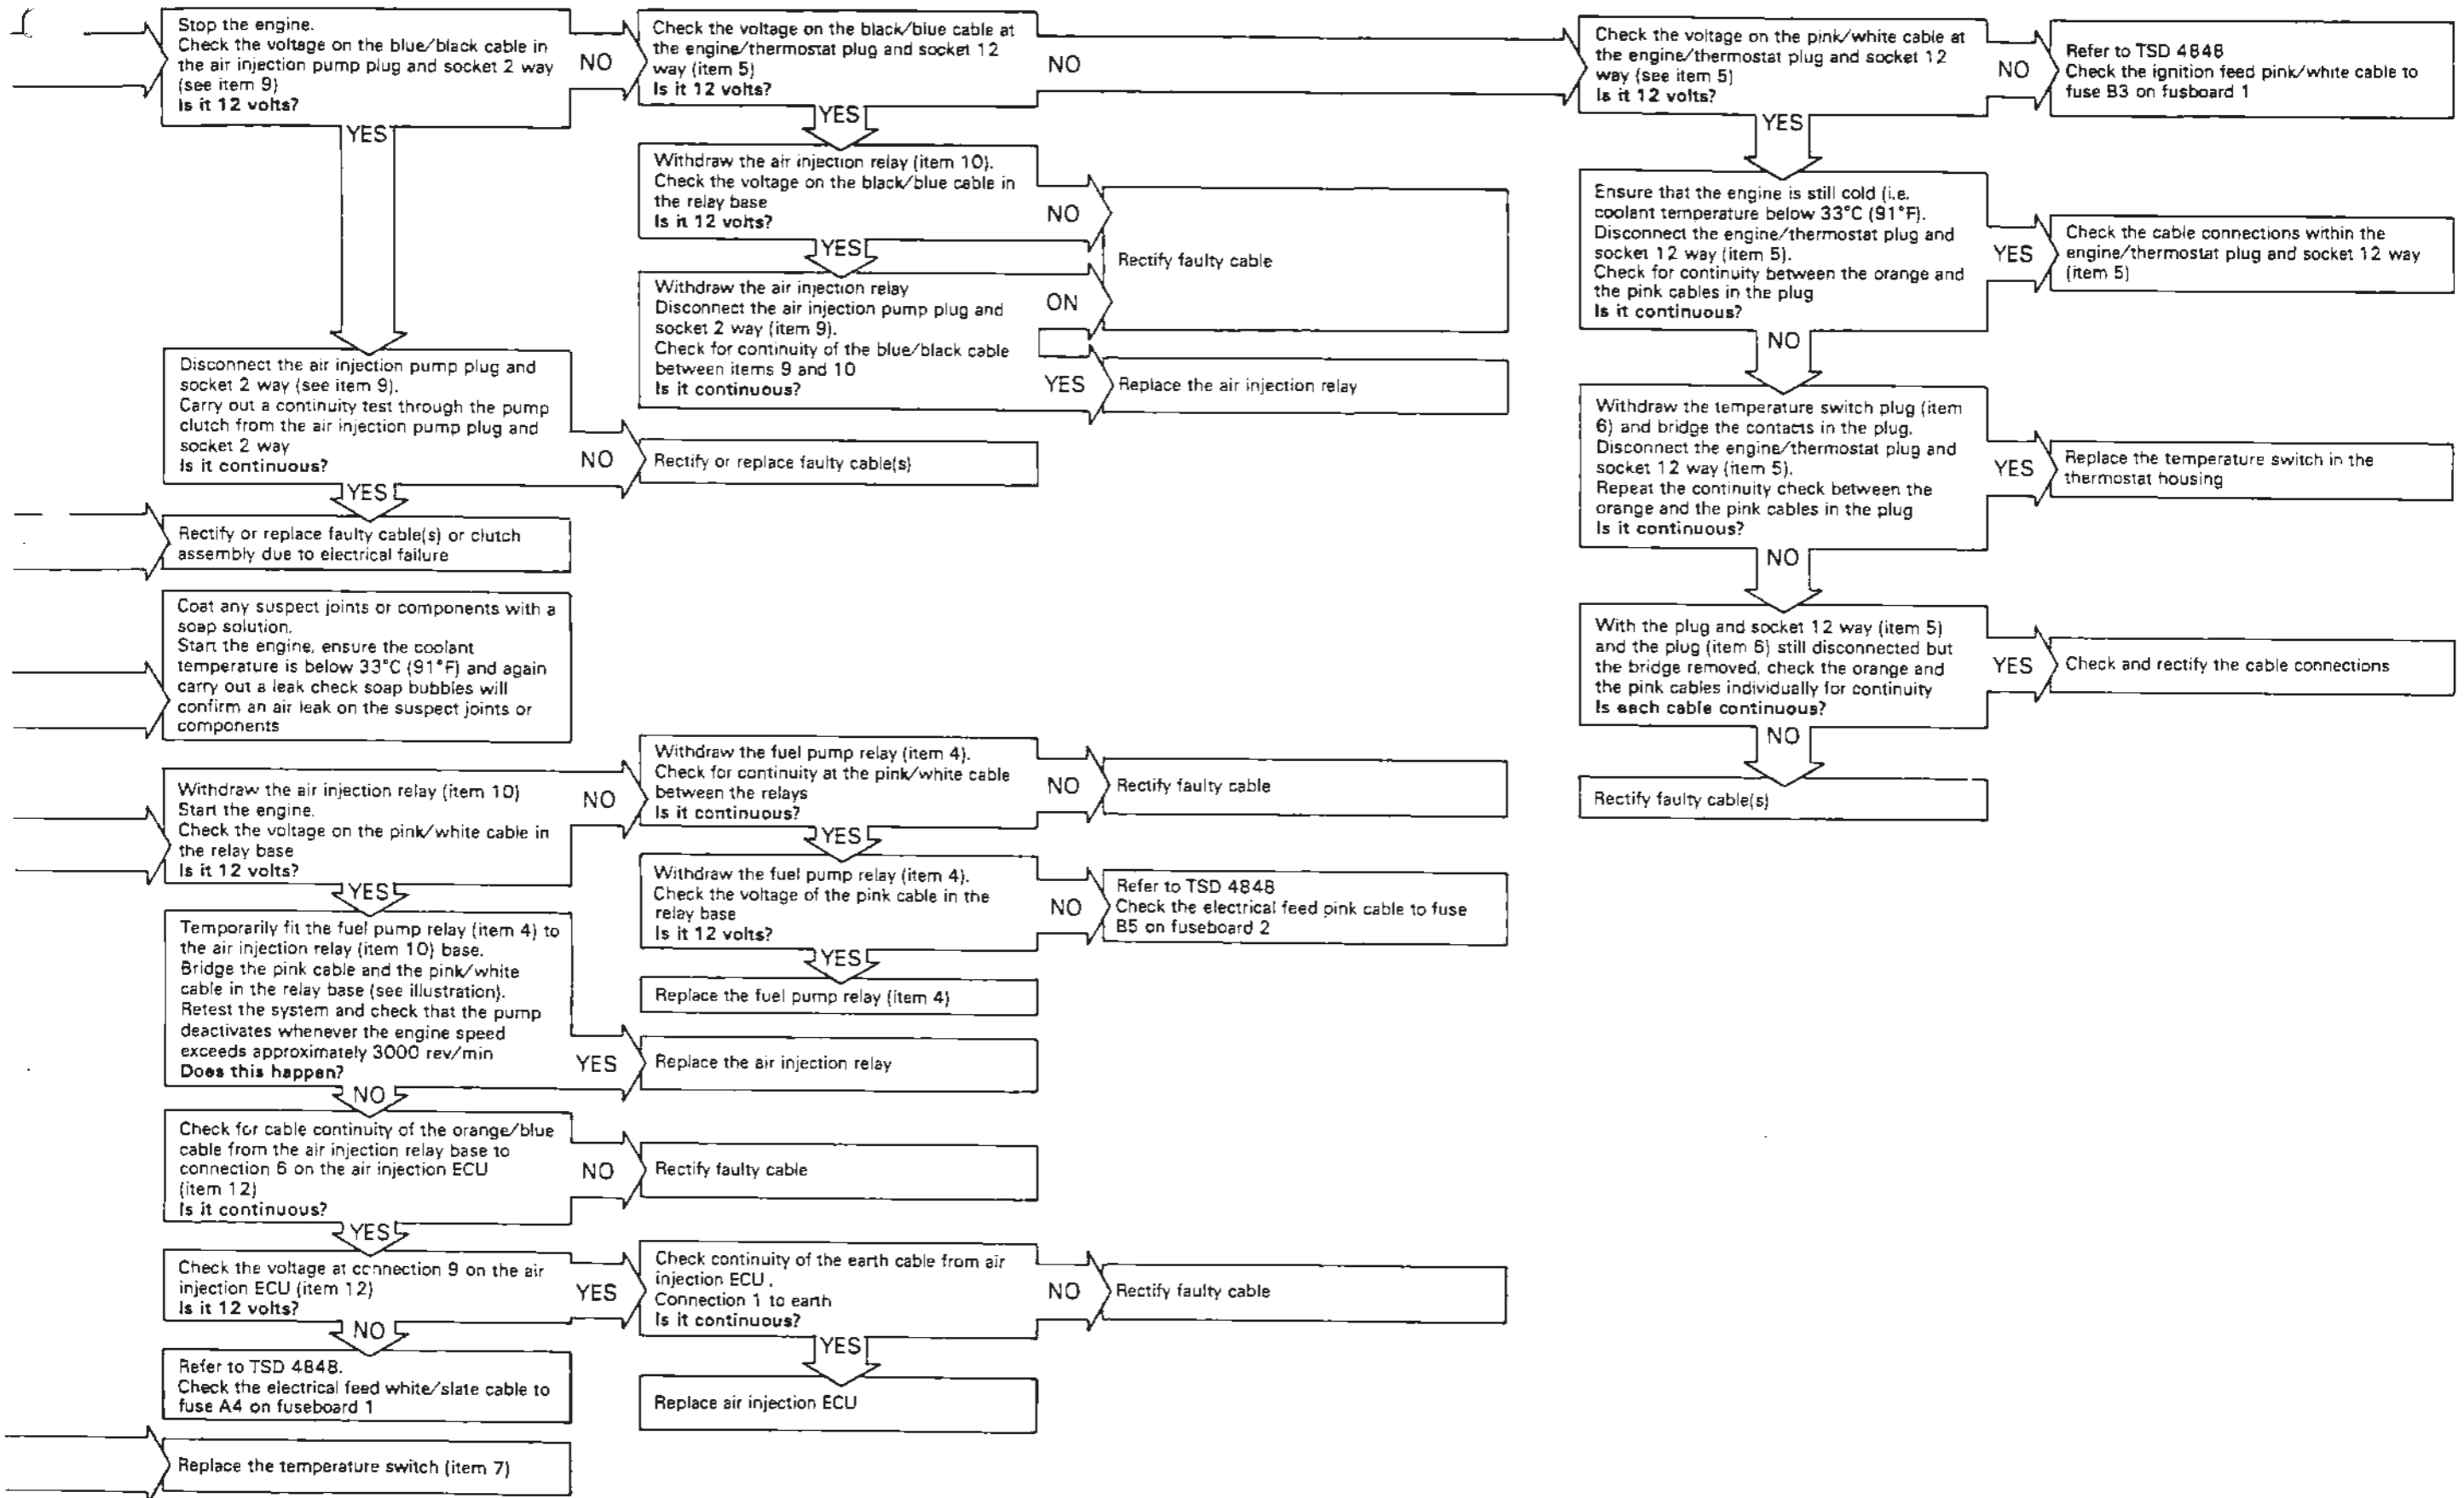 Stop the engine.
Check the voltage on the blue/black cable in
the air injection pump plug and socket 2 way
(see item 9)
Is it 12 volts?
NO
YES
Check the voltage on the black/blue cable at
the engine/thermostat plug and socket 12
way (item 5)
Is it 12 volts?
NO
YES
Check the voltage on the pink/white cable at
the engine/thermostat plug and socket 12
way (see item 5)
Is it 12 volts?
NO
YES
Refer to TSD 4848
Check the ignition feed pink/white cable to
fuse B3 on fusboard 1
Withdraw the air injection relay (item 10).
Check the voltage on the black/blue cable in
the relay base
Is it 12 volts?
NO
YES
Rectify faulty cable
Withdraw the air injection relay
Disconnect the air injection pump plug and
socket 2 way (item 9).
Check for continuity of the blue/black cable
between items 9 and 10
Is it continuous?
ON
YES
Replace the air injection relay
Ensure that the engine is still cold (i.e.
coolant temperature below 33°C (91°F).
Disconnect the engine/thermostat plug and
socket 12 way (item 5).
Check for continuity between the orange and
the pink cables in the plug
Is it continuous?
YES
NO
Check the cable connections within the
engine/thermostat plug and socket 12 way
(item 5)
Disconnect the air injection pump plug and
socket 2 way (see item 9).
Carry out a continuity test through the pump
clutch from the air injection pump plug and
socket 2 way
Is it continuous?
NO
YES
Rectify or replace faulty cable(s)
Withdraw the temperature switch plug (item
6) and bridge the contacts in the plug.
Disconnect the engine/thermostat plug and
socket 12 way (item 5).
Repeat the continuity check between the
orange and the pink cables in the plug
Is it continuous?
YES
NO
Replace the temperature switch in the
thermostat housing
Rectify or replace faulty cable(s) or clutch
assembly due to electrical failure
Coat any suspect joints or components with a
soap solution.
Start the engine, ensure the coolant
temperature is below 33°C (91°F) and again
carry out a leak check soap bubbles will
confirm an air leak on the suspect joints or
components
With the plug and socket 12 way (item 5)
and the plug (item 6) still disconnected but
the bridge removed, check the orange and
the pink cables individually for continuity
Is each cable continuous?
YES
NO
Check and rectify the cable connections
Rectify faulty cable(s)
Withdraw the air injection relay (item 10)
Start the engine.
Check the voltage on the pink/white cable in
the relay base
Is it 12 volts?
NO
YES
Withdraw the fuel pump relay (item 4).
Check for continuity at the pink/white cable
between the relays
Is it continuous?
NO
YES
Rectify faulty cable
Withdraw the fuel pump relay (item 4).
Check the voltage of the pink cable in the
relay base
Is it 12 volts?
NO
YES
Refer to TSD 4848
Check the electrical feed pink cable to fuse
B5 on fuseboard 2
Replace the fuel pump relay (item 4)
Temporarily fit the fuel pump relay (item 4) to
the air injection relay (item 10) base.
Bridge the pink cable and the pink/white
cable in the relay base (see illustration).
Retest the system and check that the pump
deactivates whenever the engine speed
exceeds approximately 3000 rev/min
Does this happen?
YES
NO
Replace the air injection relay
Check for cable continuity of the orange/blue
cable from the air injection relay base to
connection 6 on the air injection ECU
(item 12)
Is it continuous?
NO
YES
Rectify faulty cable
Check the voltage at connection 9 on the air
injection ECU (item 12)
Is it 12 volts?
YES
NO
Check continuity of the earth cable from air
injection ECU.
Connection 1 to earth
Is it continuous?
NO
YES
Rectify faulty cable
Refer to TSD 4848.
Check the electrical feed white/slate cable to
fuse A4 on fuseboard 1
Replace air injection ECU
Replace the temperature switch (item 7)